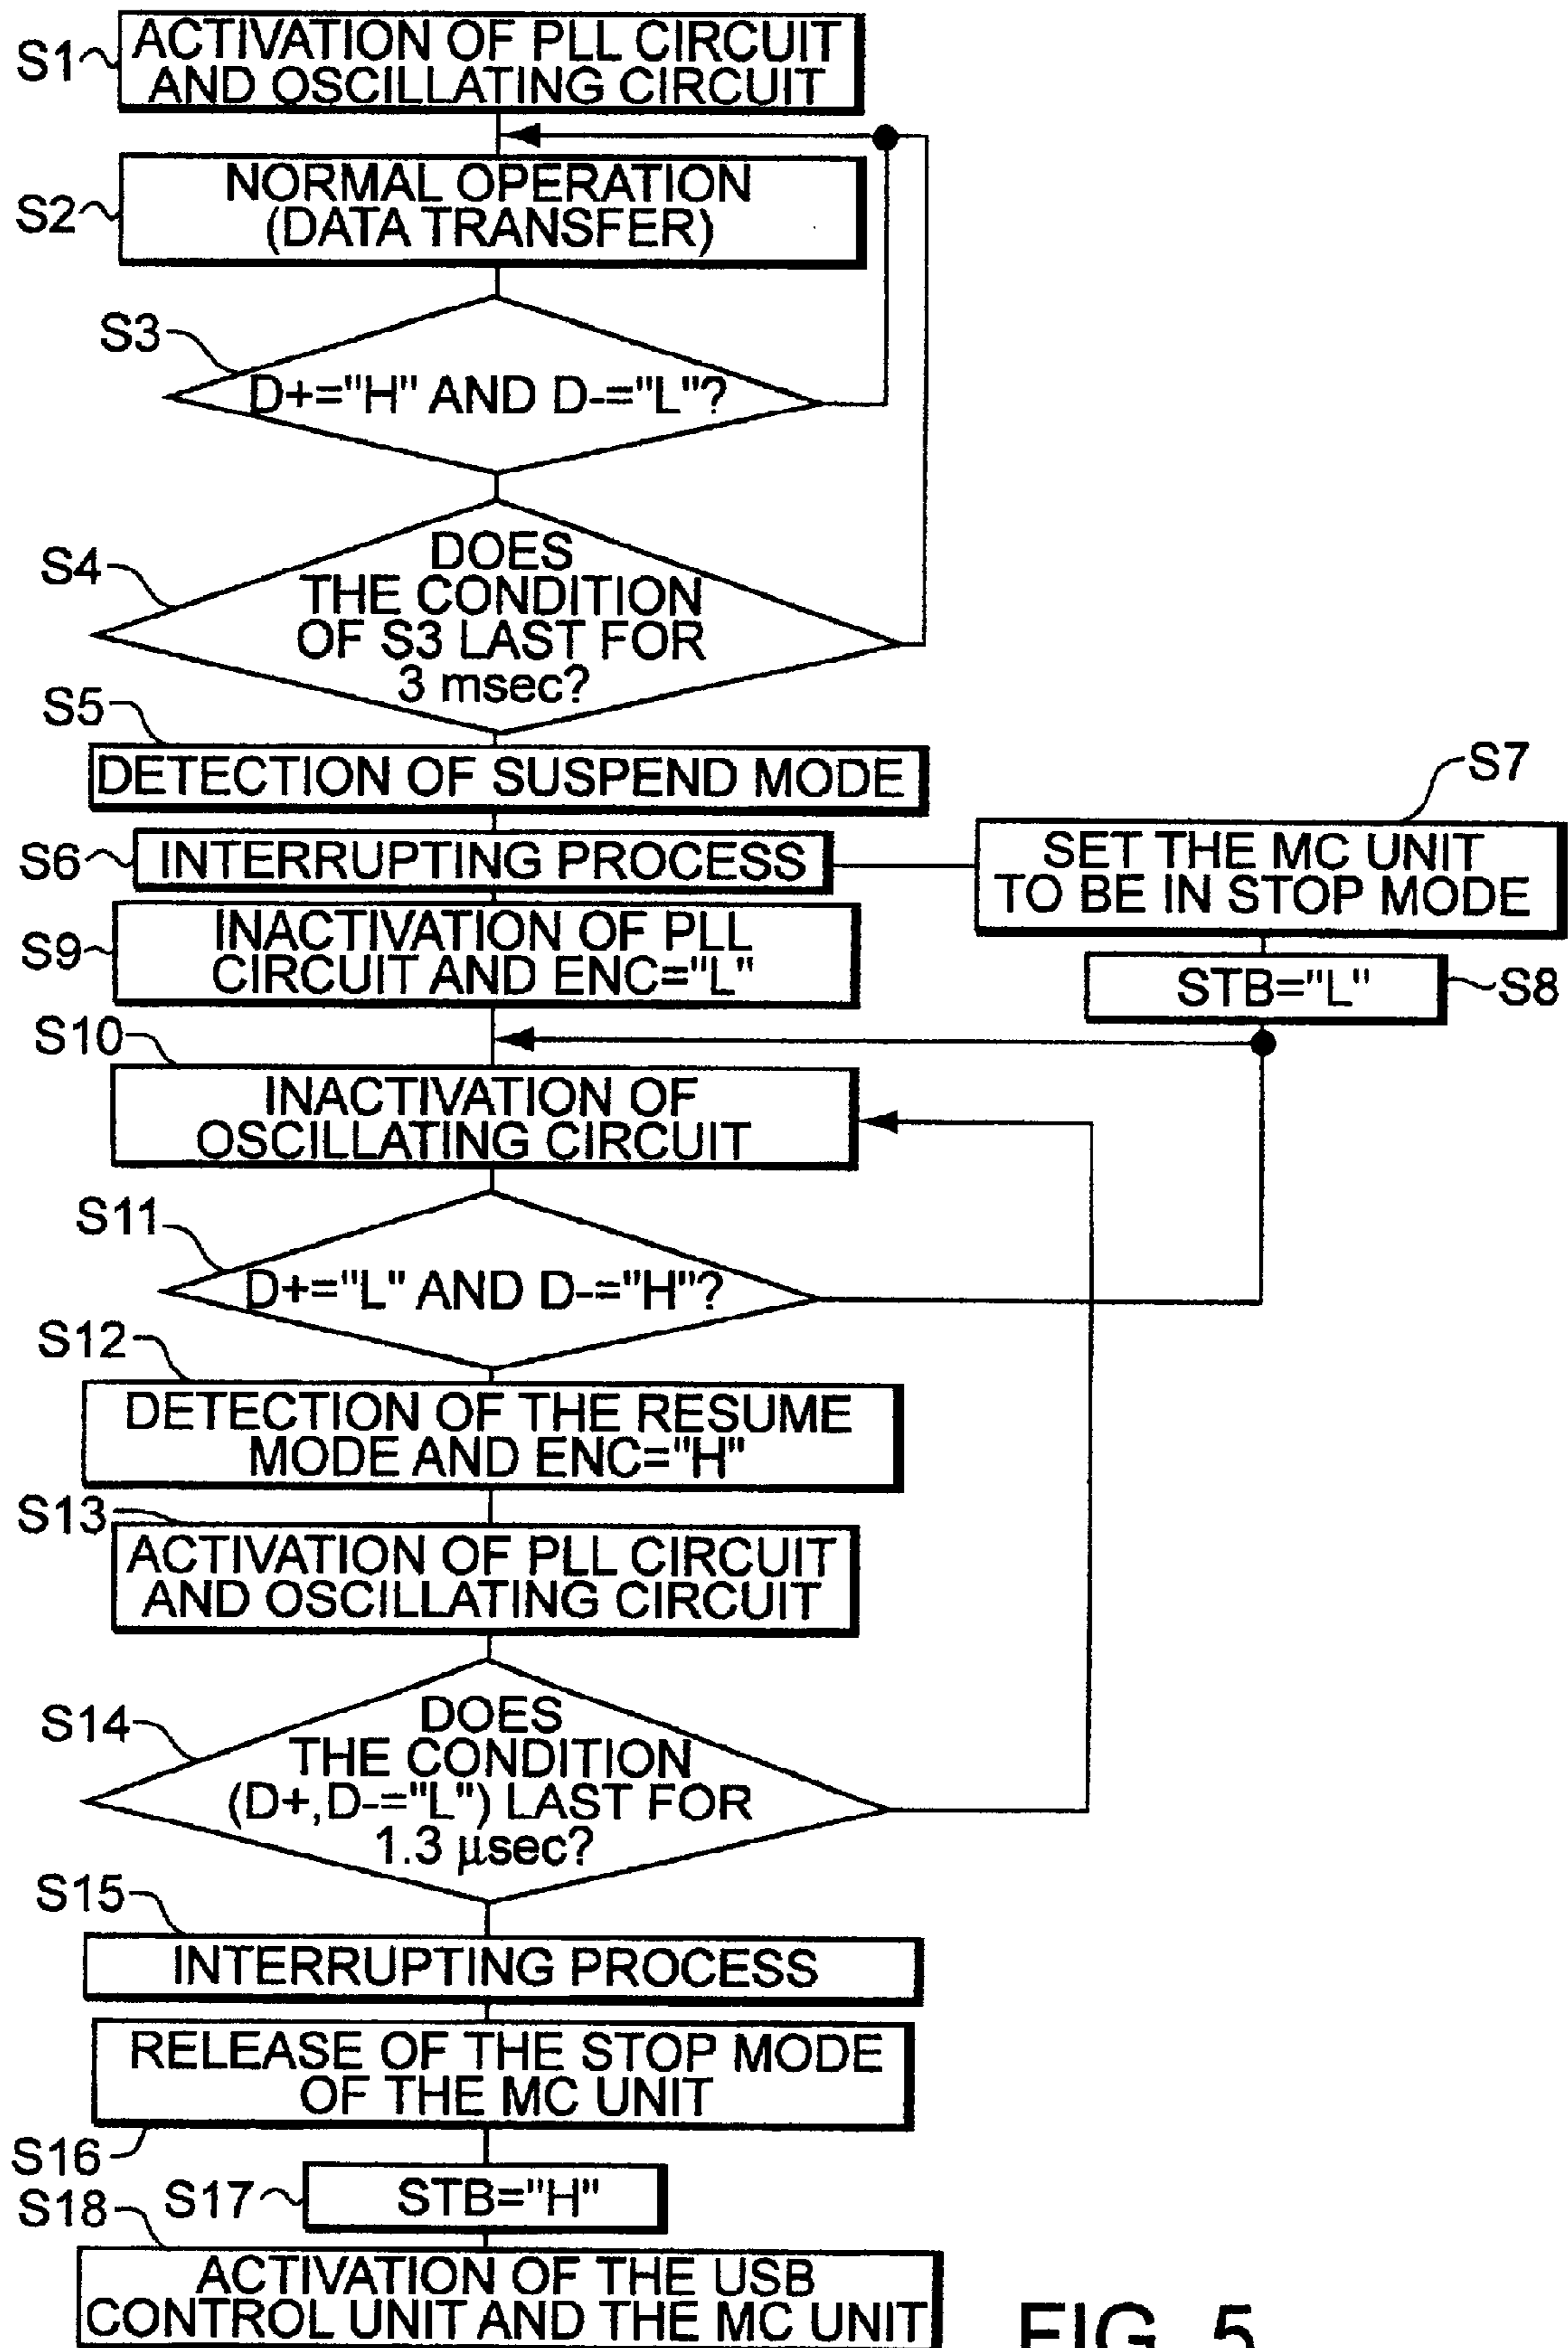 S1
ACTIVATION OF PLL CIRCUIT
AND OSCILLATING CIRCUIT
S2
NORMAL OPERATION
(DATA TRANSFER)
S3
D+="H" AND D-="L"?
S4
DOES
THE CONDITION
OF S3 LAST FOR
3 msec?
S5
DETECTION OF SUSPEND MODE
S6
INTERRUPTING PROCESS
S7
SET THE MC UNIT
TO BE IN STOP MODE
STB="L"
S8
S9
INACTIVATION OF PLL
CIRCUIT AND ENC="L"
S10
INACTIVATION OF
OSCILLATING CIRCUIT
S11
D+="L" AND D-="H"?
S12
DETECTION OF THE RESUME
MODE AND ENC="H"
S13
ACTIVATION OF PLL CIRCUIT
AND OSCILLATING CIRCUIT
S14
DOES
THE CONDITION
(D+,D-="L") LAST FOR
1.3 μsec?
S15
INTERRUPTING PROCESS
RELEASE OF THE STOP MODE
OF THE MC UNIT
S16
S17
STB="H"
S18
ACTIVATION OF THE USB
CONTROL UNIT AND THE MC UNIT
FIG. 5